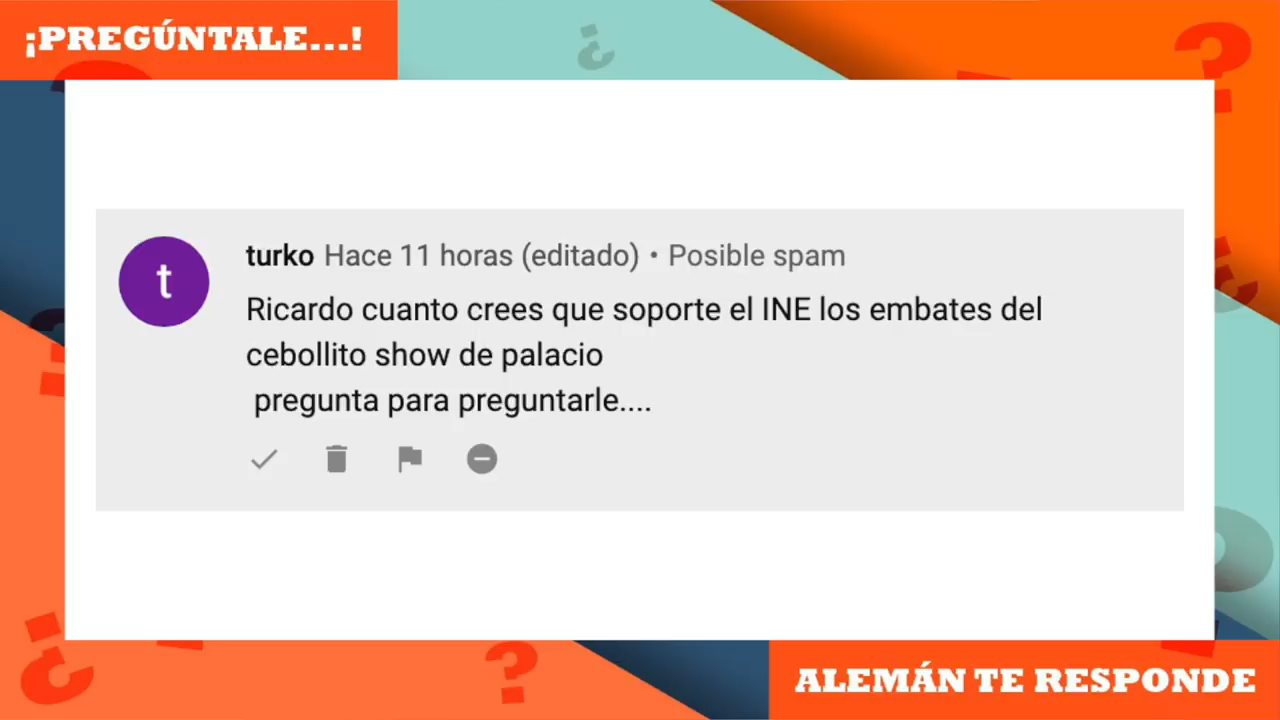 ¡PREGÚNTALE...!
t
turko Hace 11 horas (editado) • Posible spam
Ricardo cuanto crees que soporte el INE los embates del
cebollito show de palacio
pregunta para preguntarle....
ALEMÁN TE RESPONDE